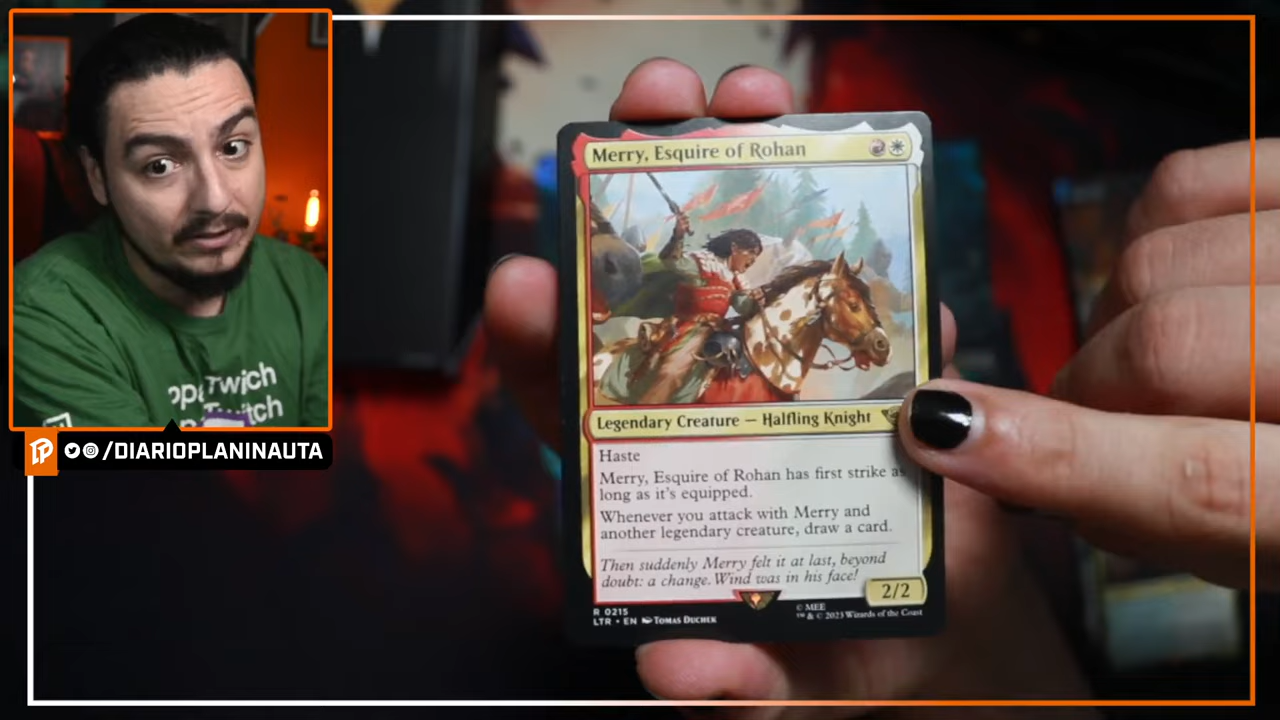 Merry, Esquire of Rohan
Legendary Creature — Halfling Knight
Haste
Merry, Esquire of Rohan has first strike as
long as it's equipped.
Whenever you attack with Merry and
another legendary creature, draw a card.
Then suddenly Merry felt it at last, beyond
doubt: a change. Wind was in his face!
2/2
R 0215
LTR • EN TOMAS DUCHEK
© MEE
™ & © 2023 Wizards of the Coast
Twitch
/DIARIOPLANINAUTA